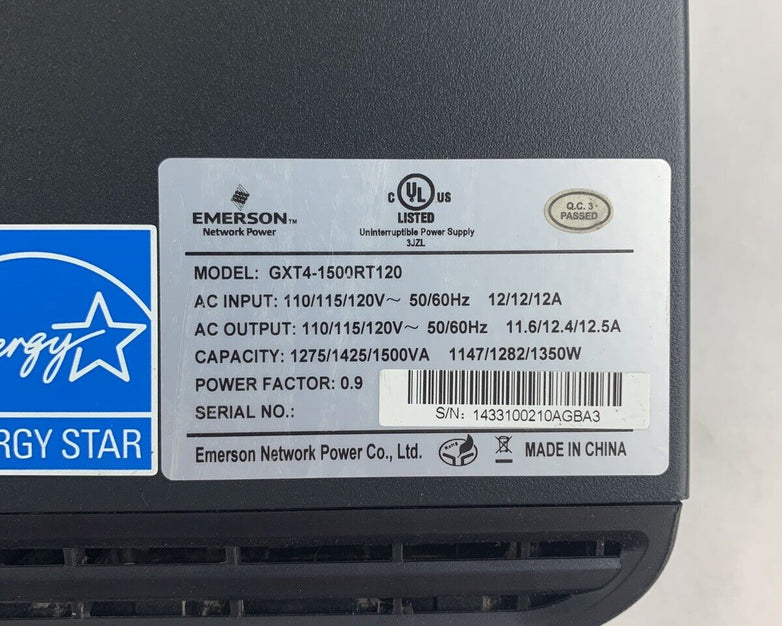 EMERSON™
Network Power
C UL US
LISTED
Uninterruptible Power Supply
3JZL
Q.C. 3
PASSED
MODEL: GXT4-1500RT120
AC INPUT: 110/115/120V~ 50/60Hz 12/12/12A
AC OUTPUT: 110/115/120V~ 50/60Hz 11.6/12.4/12.5A
CAPACITY: 1275/1425/1500VA 1147/1282/1350W
POWER FACTOR: 0.9
SERIAL NO.:
S/N: 1433100210AGBA3
Emerson Network Power Co., Ltd. MADE IN CHINA
ergy
RGY STAR